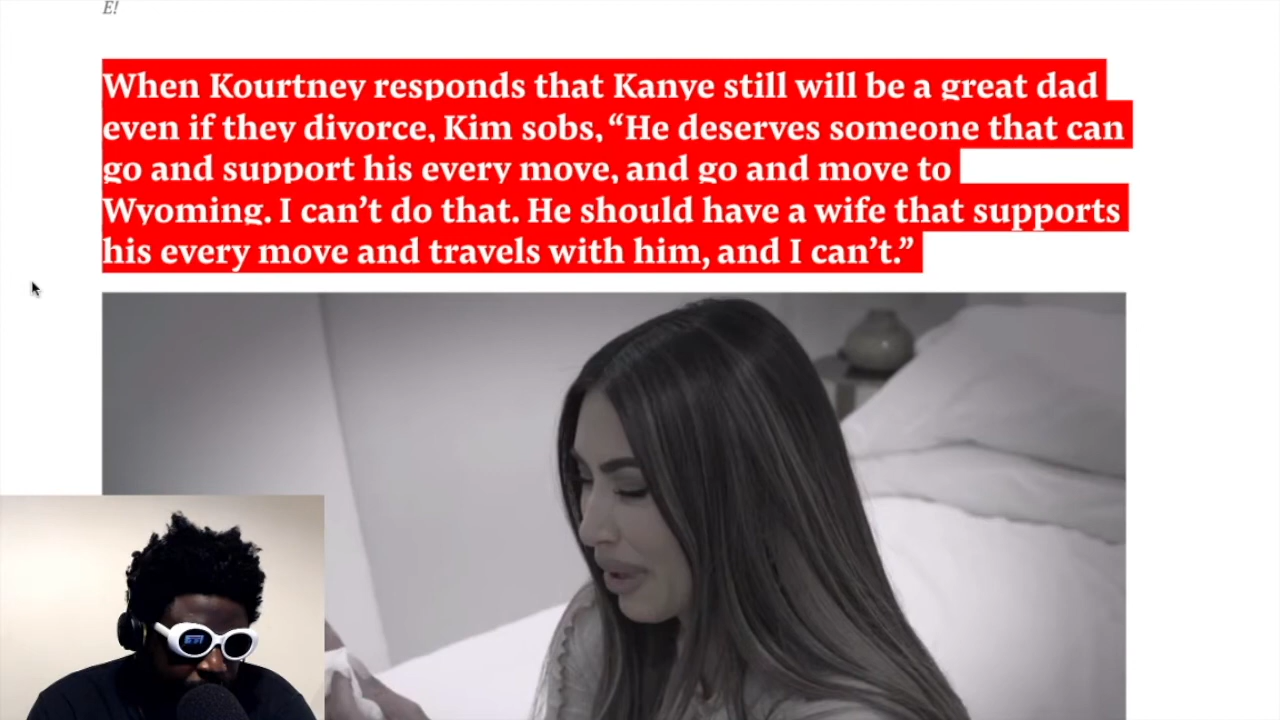 E!
When Kourtney responds that Kanye still will be a great dad
even if they divorce, Kim sobs, “He deserves someone that can
go and support his every move, and go and move to
Wyoming. I can’t do that. He should have a wife that supports
his every move and travels with him, and I can’t.”